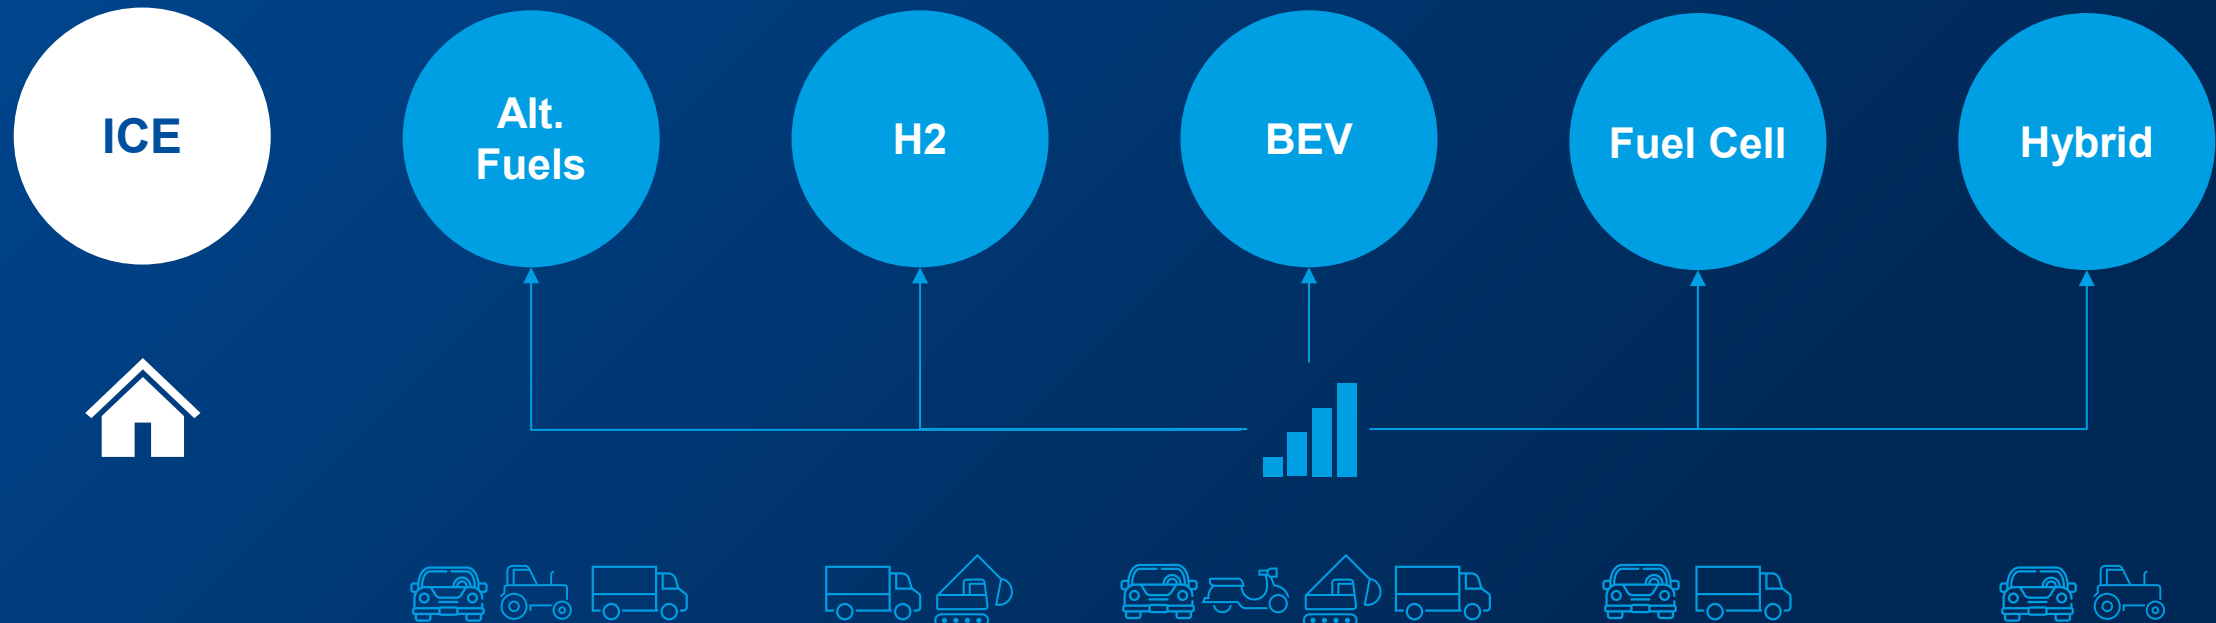 ICE
Alt.
Fuels
H2
BEV
Fuel Cell
Hybrid